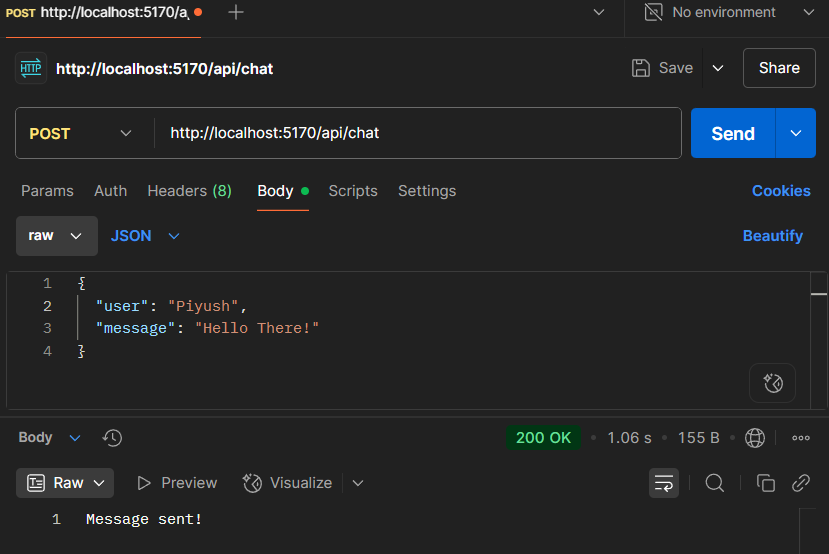 POST http://localhost:5170/a
No environment
HTTP http://localhost:5170/api/chat
Save
Share
POST
http://localhost:5170/api/chat
Send
Params Auth Headers (8) Body Scripts Settings Cookies
raw JSON Beautify
1 {
2 "user": "Piyush",
3 "message": "Hello There!"
4 }
Body 200 OK • 1.06 s • 155 B
Raw Preview Visualize
1 Message sent!